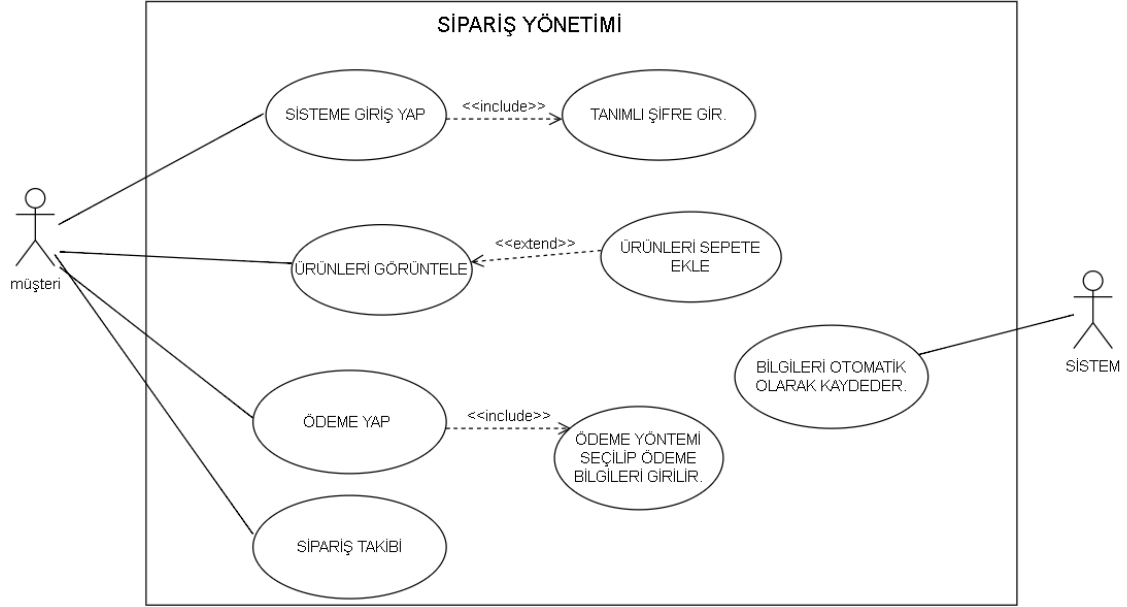 SİPARİŞ YÖNETİMİ
SİSTEME GİRİŞ YAP
<<include>>
TANIMLI ŞİFRE GİR.
müşteri
ÜRÜNLERİ GÖRÜNTELE
<<extend>>
ÜRÜNLERİ SEPETE
EKLE
BİLGİLERİ OTOMATİK
OLARAK KAYDEDER.
SİSTEM
ÖDEME YAP
<<include>>
ÖDEME YÖNTEMİ
SEÇİLİP ÖDEME
BİLGİLERİ GİRİLİR.
SİPARİŞ TAKİBİ